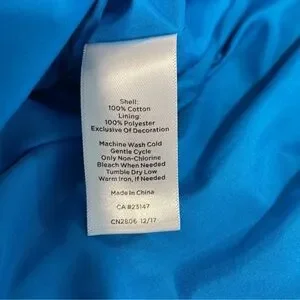 Shell:
100% Cotton
Lining:
100% Polyester
Exclusive Of Decoration
Machine Wash Cold
Gentle Cycle
Only Non-Chlorine
Bleach When Needed
Tumble Dry Low
Warm Iron, If Needed
Made In China
CA #23147
CN2806 12/17